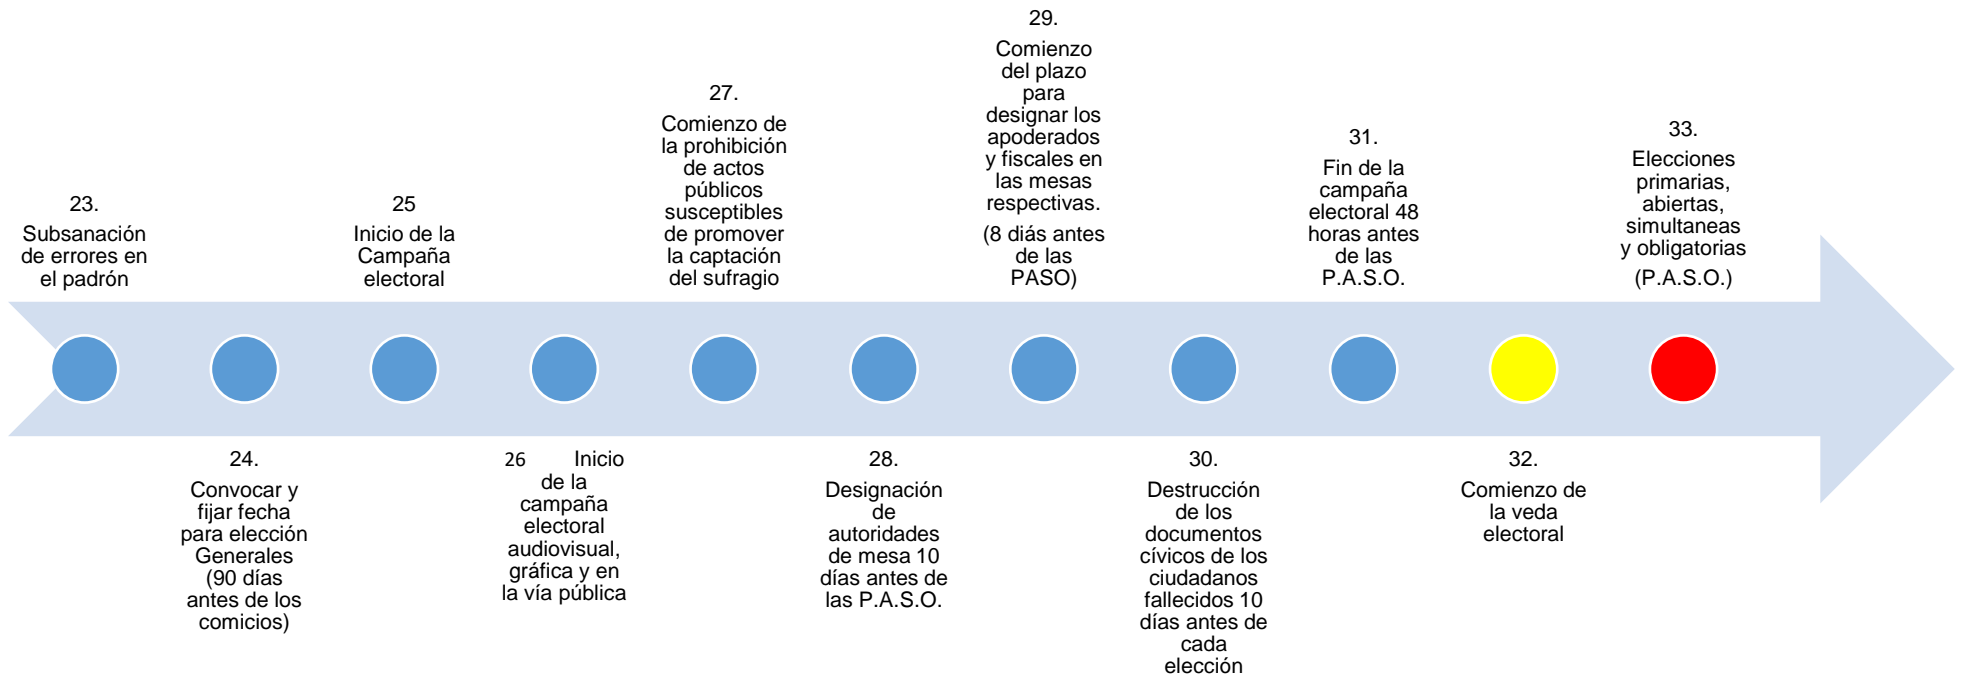 23.
Subsanación
de errores en
el padrón
24.
Convocar y
fijar fecha
para elección
Generales
(90 días
antes de los
comicios)
25
Inicio de la
Campaña
electoral
26 Inicio
de la
campaña
electoral
audiovisual,
gráfica y en
la vía pública
27.
Comienzo de
la prohibición
de actos
públicos
susceptibles
de promover
la captación
del sufragio
28.
Designación
de
autoridades
de mesa 10
días antes de
las P.A.S.O.
29.
Comienzo
del plazo
para
designar los
apoderados
y fiscales en
las mesas
respectivas.
(8 diás antes
de las
PASO)
30.
Destrucción
de los
documentos
cívicos de los
ciudadanos
fallecidos 10
días antes de
cada
elección
31.
Fin de la
campaña
electoral 48
horas antes
de las
P.A.S.O.
32.
Comienzo de
la veda
electoral
33.
Elecciones
primarias,
abiertas,
simultaneas
y obligatorias
(P.A.S.O.)